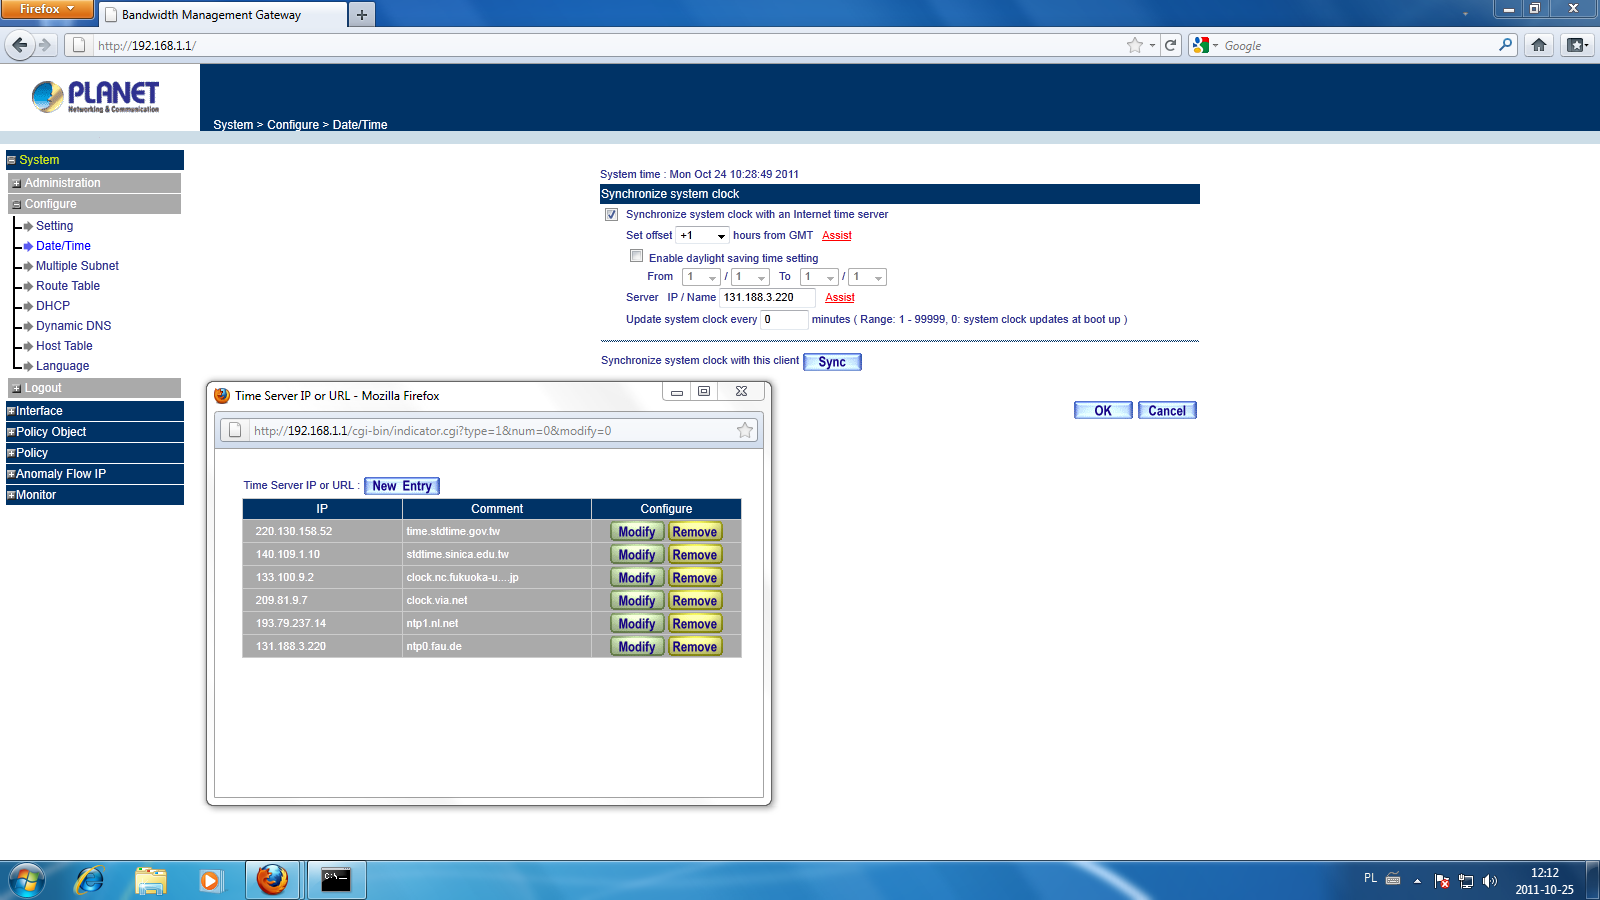 Firefox
Bandwidth Management Gateway
http://192.168.1.1/
Google
PLANET
Networking & Communication
System > Configure > Date/Time
System
Administration
Configure
Setting
Date/Time
Multiple Subnet
Route Table
DHCP
Dynamic DNS
Host Table
Language
Logout
Interface
Policy Object
Policy
Anomaly Flow IP
Monitor
System time : Mon Oct 24 10:28:49 2011
Synchronize system clock
Synchronize system clock with an Internet time server
Set offset +1 hours from GMT Assist
Enable daylight saving time setting
From 1 / 1 To 1 / 1
Server IP / Name 131.188.3.220 Assist
Update system clock every 0 minutes ( Range: 1 - 99999, 0: system clock updates at boot up )
Synchronize system clock with this client Sync
OK Cancel
Time Server IP or URL - Mozilla Firefox
http://192.168.1.1/cgi-bin/indicator.cgi?type=1&num=0&modify=0
Time Server IP or URL : New Entry
IP Comment Configure
220.130.158.52 time.stdtime.gov.tw Modify Remove
140.109.1.10 stdtime.sinica.edu.tw Modify Remove
133.100.9.2 clock.nc.fukuoka-u....jp Modify Remove
209.81.9.7 clock.via.net Modify Remove
193.79.237.14 ntp1.nl.net Modify Remove
131.188.3.220 ntp0.fau.de Modify Remove
C:\_
PL
12:12
2011-10-25